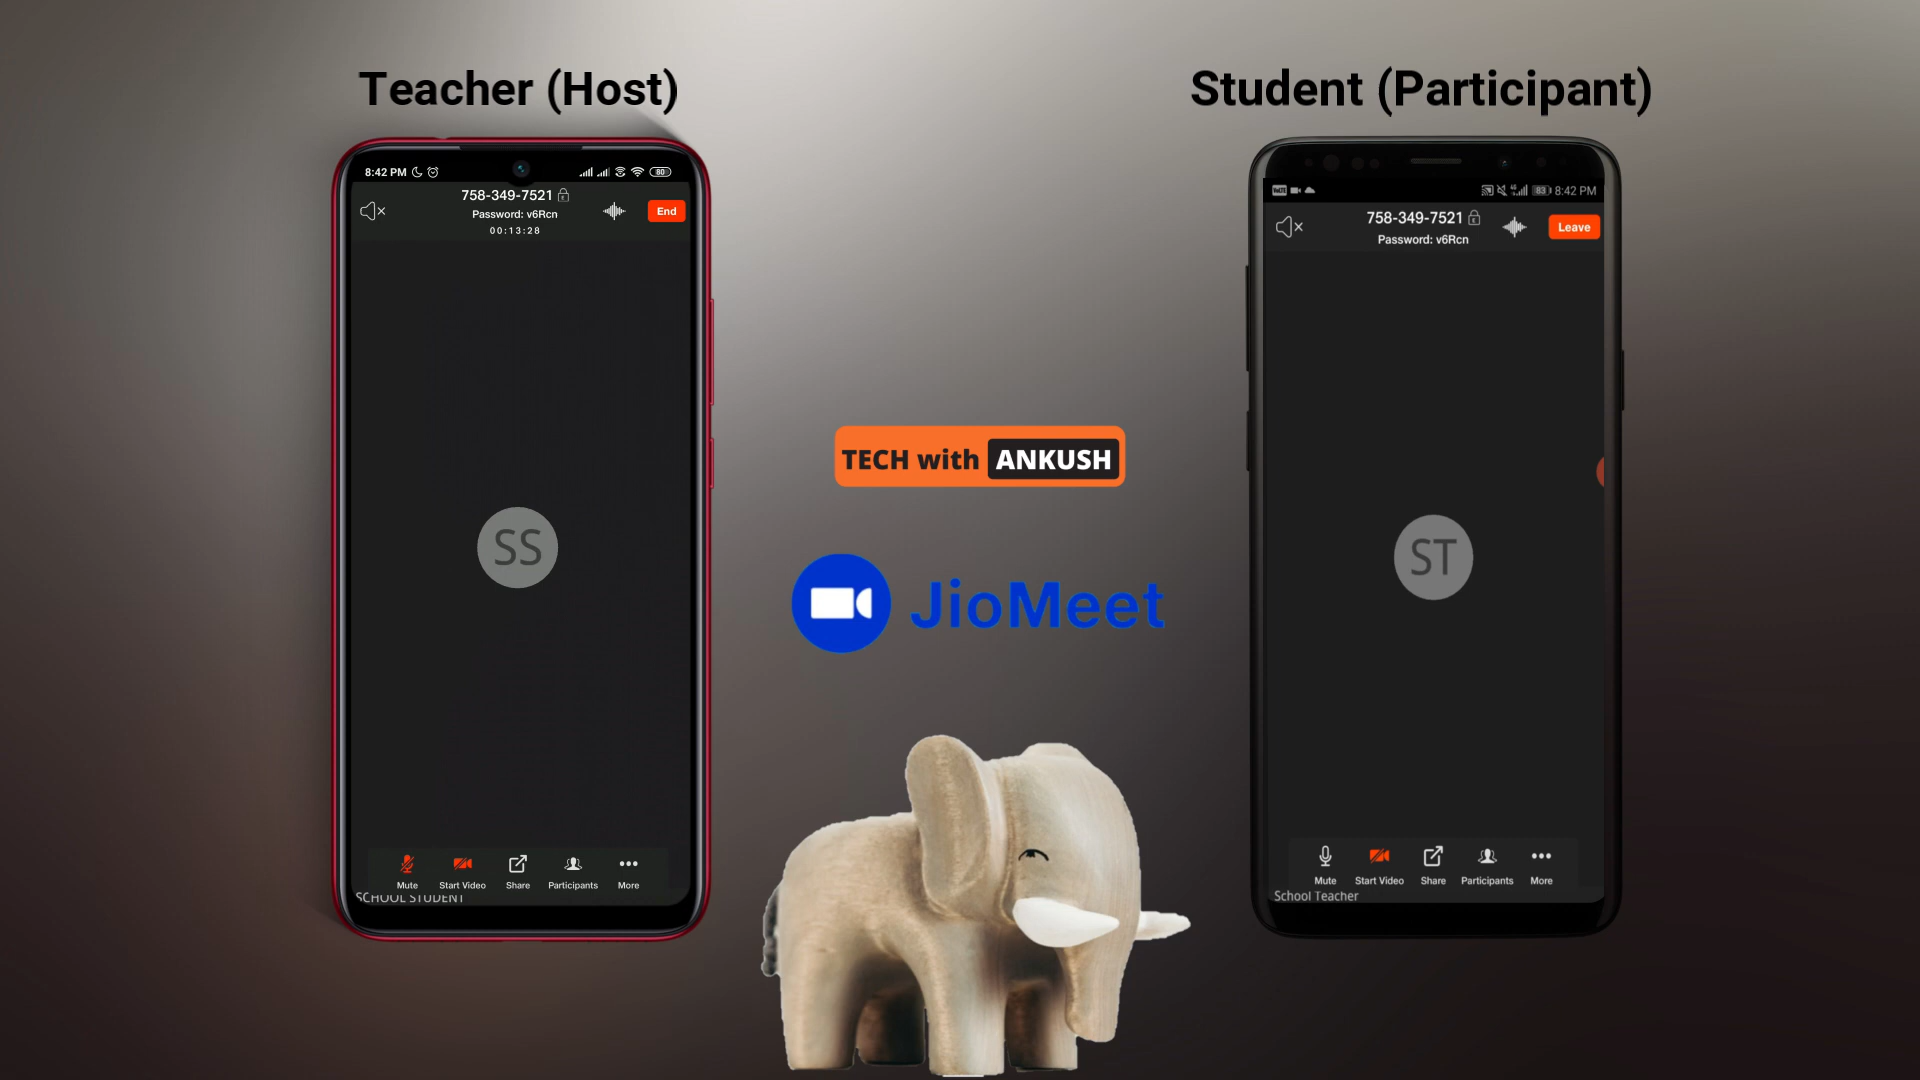 Teacher (Host)
Student (Participant)
8:42 PM
80
758-349-7521
Password: v6Rcn
00:13:28
End
SS
Mute
Start Video
Share
Participants
More
SCHOOL STUDENT
TECH with ANKUSH
JioMeet
83 8:42 PM
758-349-7521
Password: v6Rcn
Leave
ST
Mute
Start Video
Share
Participants
More
School Teacher